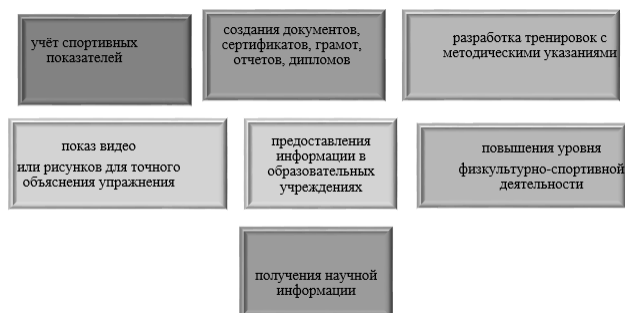 учёт спортивных
показателей
создания документов,
сертификатов, грамот,
отчетов, дипломов
разработка тренировок с
методическими указаниями
показ видео
или рисунков для точного
объяснения упражнения
предоставления
информации в
образовательных
учреждениях
повышения уровня
физкультурно-спортивной
деятельности
получения научной
информации